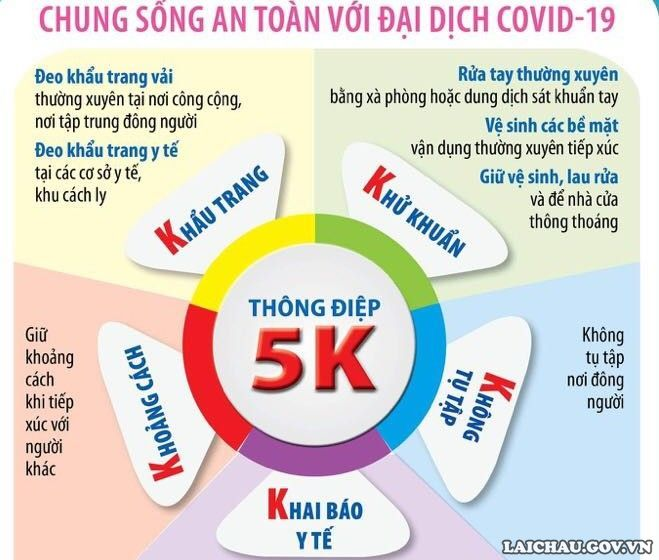 CHUNG SỐNG AN TOÀN VỚI ĐẠI DỊCH COVID-19
Đeo khẩu trang vải
thường xuyên tại nơi công cộng,
nơi tập trung đông người
Đeo khẩu trang y tế
tại các cơ sở y tế,
khu cách ly
Rửa tay thường xuyên
bằng xà phòng hoặc dung dịch sát khuẩn tay
Vệ sinh các bề mặt
vận dụng thường xuyên tiếp xúc
Giữ vệ sinh, lau rửa
và để nhà cửa
thông thoáng
KHẨU TRANG
KHỬ KHUẨN
THÔNG ĐIỆP
5K
Giữ
khoảng
cách
khi tiếp
xúc với
người
khác
KHOẢNG CÁCH
KHÔNG
TỤ TẬP
Không
tụ tập
nơi đông
người
KHAI BÁO
Y TẾ
LAICHAU.GOV.VN